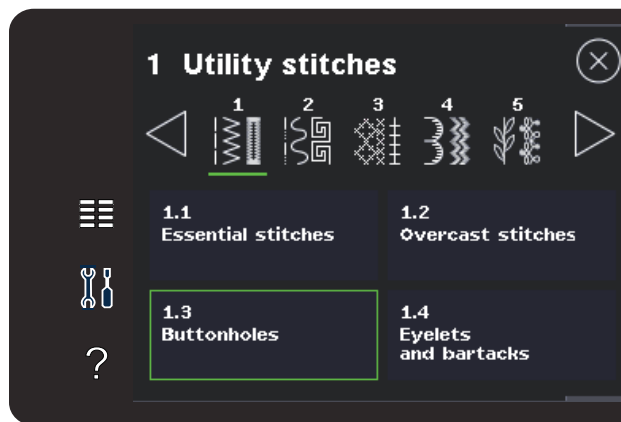 1 Utility stitches
1 2 3 4 5
1.1
Essential stitches
1.2
Overcast stitches
1.3
Buttonholes
1.4
Eyelets
and bartacks
?